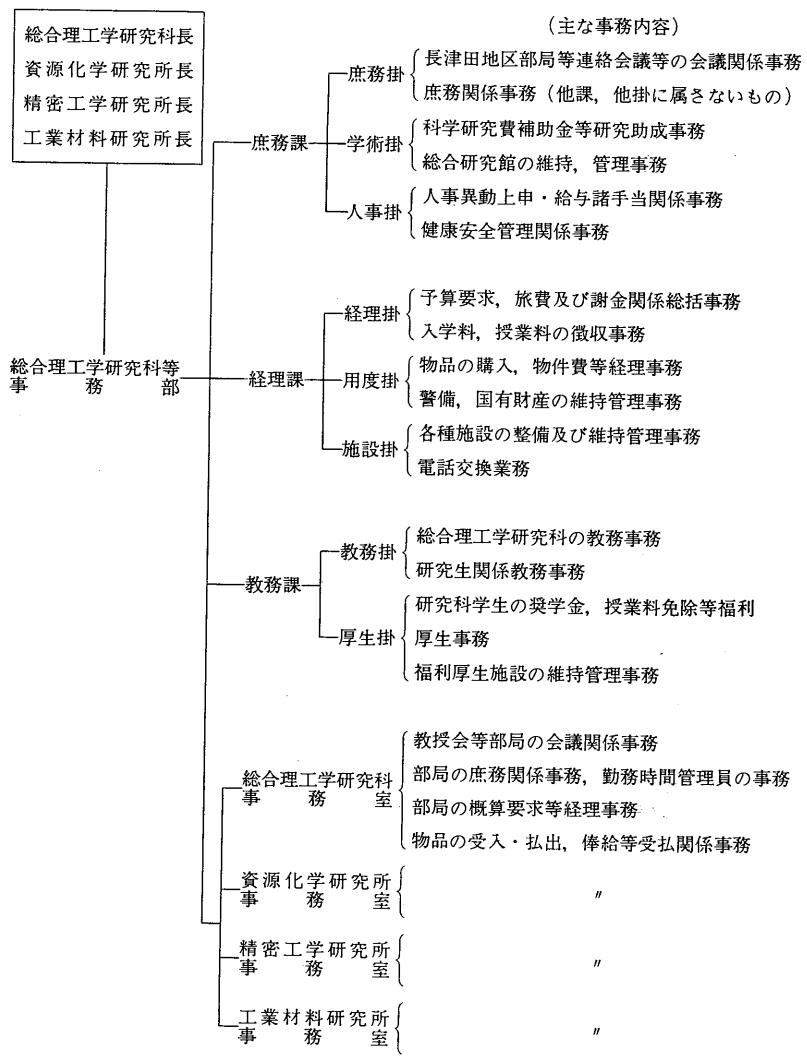 (主な事務内容)
総合理工学研究科長
資源化学研究所長
精密工学研究所長
工業材料研究所長
総合理工学研究科等
事務部
庶務課
庶務掛
長津田地区部局等連絡会議等の会議関係事務
庶務関係事務(他課,他掛に属さないもの)
学術掛
科学研究費補助金等研究助成事務
総合研究館の維持,管理事務
人事掛
人事異動上申・給与諸手当関係事務
健康安全管理関係事務
経理課
経理掛
予算要求,旅費及び謝金関係総括事務
入学料,授業料の徴収事務
用度掛
物品の購入,物件費等経理事務
警備,国有財産の維持管理事務
施設掛
各種施設の整備及び維持管理事務
電話交換業務
教務課
教務掛
総合理工学研究科の教務事務
研究生関係教務事務
厚生掛
研究科学生の奨学金,授業料免除等福利
厚生事務
福利厚生施設の維持管理事務
総合理工学研究科
事務室
教授会等部局の会議関係事務
部局の庶務関係事務,勤務時間管理員の事務
部局の概算要求等経理事務
物品の受入・払出,俸給等受払関係事務
資源化学研究所
事務室
〃
精密工学研究所
事務室
〃
工業材料研究所
事務室
〃